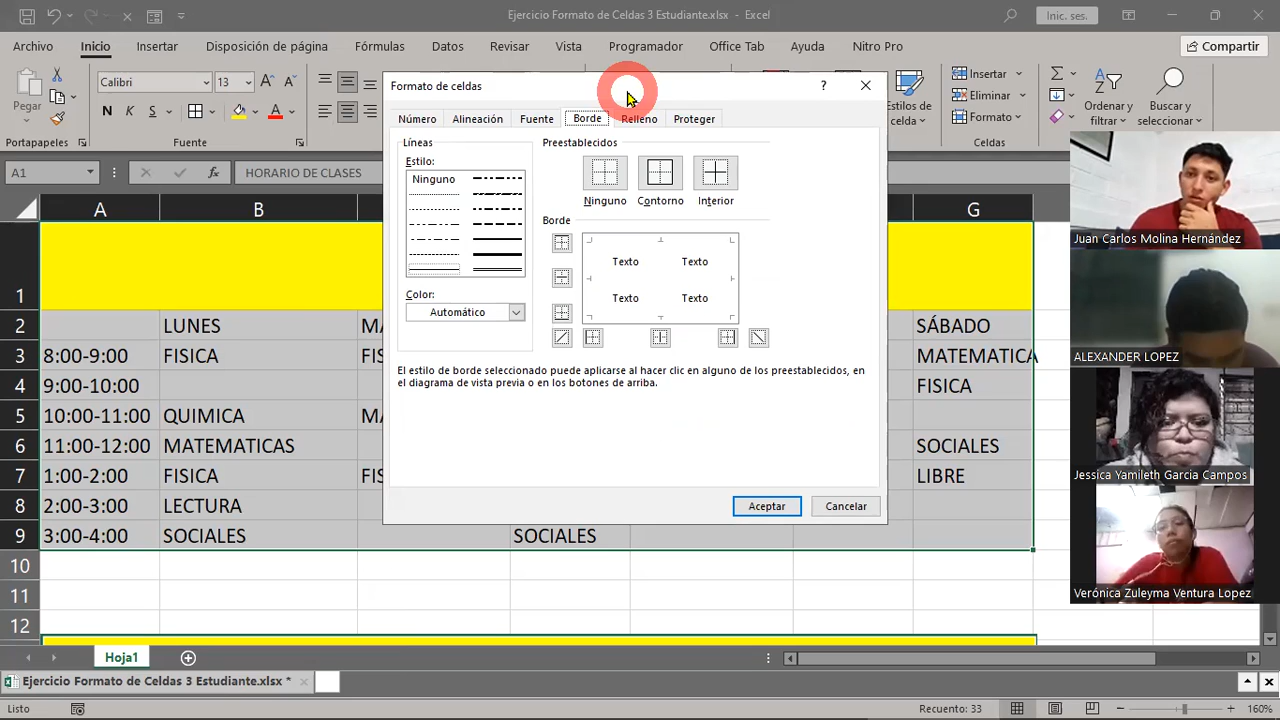 Ejercicio Formato de Celdas 3 Estudiante.xlsx - Excel
Inic. ses.
Archivo Inicio Insertar Disposición de página Fórmulas Datos Revisar Vista Programador Office Tab Ayuda Nitro Pro Compartir
Pegar
Calibri 13
N K S
Portapapeles
Fuente
Estilos de celda
Insertar
Eliminar
Formato
Celdas
Ordenar y filtrar
Buscar y seleccionar
A1
HORARIO DE CLASES
Formato de celdas
Número Alineación Fuente Borde Relleno Proteger
Líneas
Estilo:
Ninguno
Color:
Automático
Preestablecidos
Ninguno Contorno Interior
Borde
Texto Texto
Texto Texto
El estilo de borde seleccionado puede aplicarse al hacer clic en alguno de los preestablecidos, en
el diagrama de vista previa o en los botones de arriba.
Aceptar Cancelar
A B G
1
2 LUNES MA SÁBADO
3 8:00-9:00 FISICA FIS MATEMATICA
4 9:00-10:00 FISICA
5 10:00-11:00 QUIMICA MA
6 11:00-12:00 MATEMATICAS SOCIALES
7 1:00-2:00 FISICA FIS LIBRE
8 2:00-3:00 LECTURA
9 3:00-4:00 SOCIALES SOCIALES
10
11
12
Juan Carlos Molina Hernández
ALEXANDER LOPEZ
Jessica Yamileth Garcia Campos
Verónica Zuleyma Ventura Lopez
Hoja1
Ejercicio Formato de Celdas 3 Estudiante.xlsx *
Listo
Recuento: 33
160%